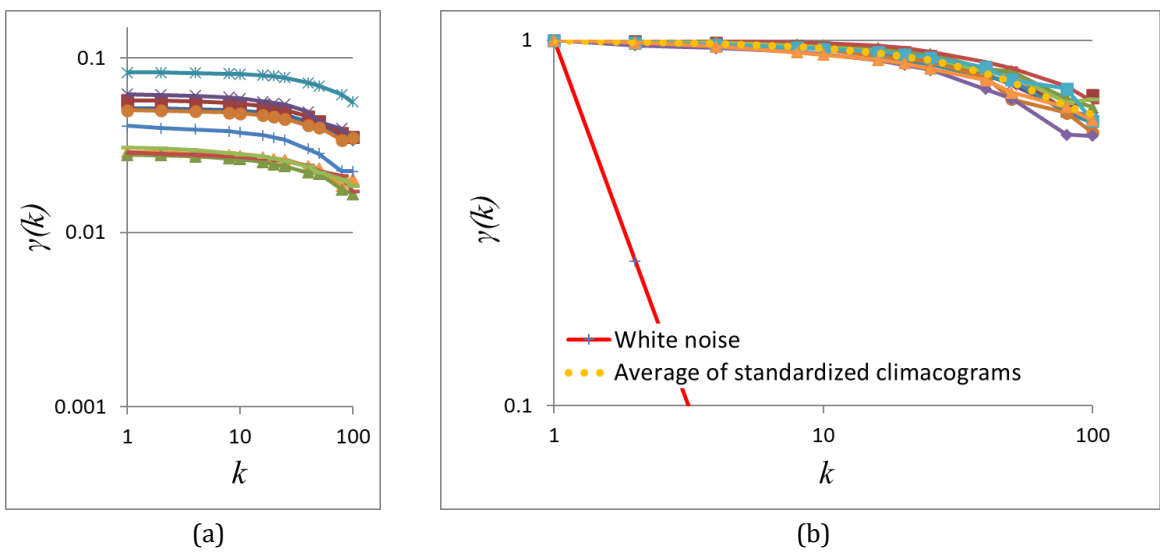 0.1
0.01
0.001
γ(k)
1 10 100
k
(a)
1
0.1
γ(k)
White noise
Average of standardized climacograms
1 10 100
k
(b)